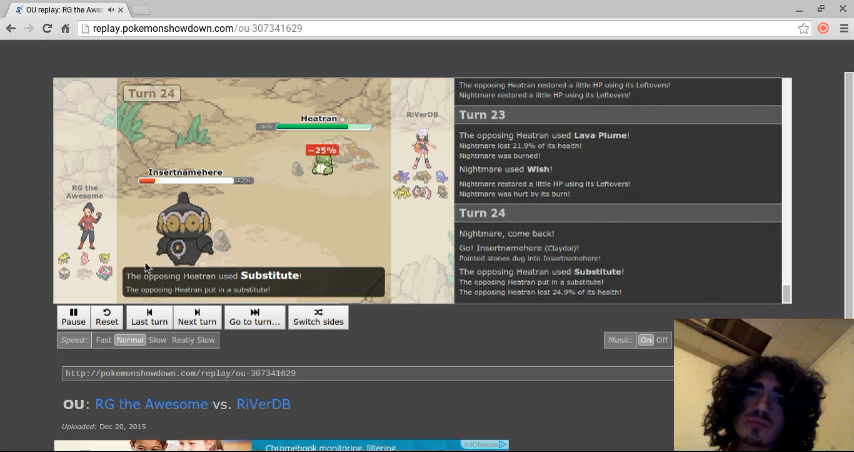 OU replay: RG the Awes
replay.pokemonshowdown.com/ou-307341629
Turn 24
Heatran
RiVerDB
-25%
Insertnamehere
RG the
Awesome
The opposing Heatran used Substitute!
The opposing Heatran put in a substitute!
The opposing Heatran restored a little HP using its Leftovers!
Nightmare restored a little HP using its Leftovers!
Turn 23
The opposing Heatran used Lava Plume!
Nightmare lost 21.9% of its health!
Nightmare was burned!
Nightmare used Wish!
Nightmare restored a little HP using its Leftovers!
Nightmare was hurt by its burn!
Turn 24
Nightmare, come back!
Go! Insertnamehere (Claydol)!
Pointed stones dug into Insertnamehere!
The opposing Heatran used Substitute!
The opposing Heatran put in a substitute!
The opposing Heatran lost 24.9% of its health!
Pause Reset Last turn Next turn Go to turn... Switch sides
Speed: Fast Normal Slow Really Slow
Music: On Off
http://pokemonshowdown.com/replay/ou-307341629
OU: RG the Awesome vs. RiVerDB
Uploaded: Dec 20, 2015
Chromebook monitoring, filtering,
AdChoices